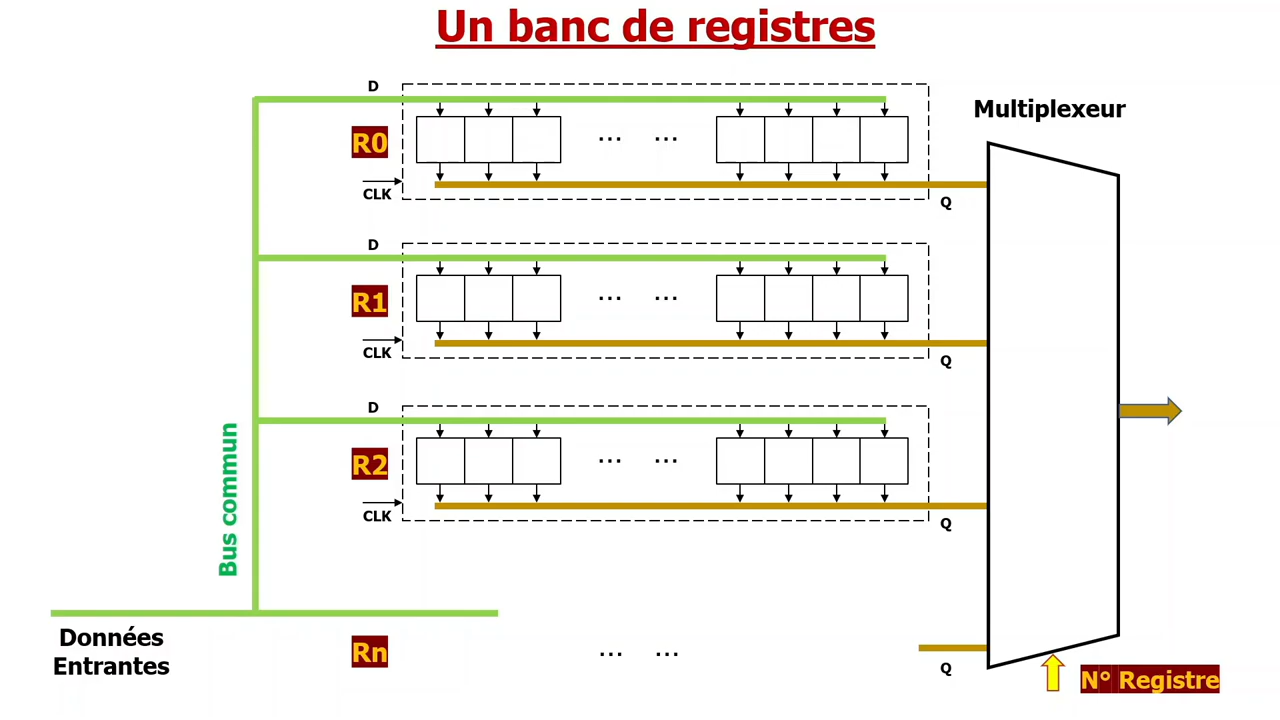 Un banc de registres
D
Multiplexeur
R0
... ...
CLK
Q
D
R1
... ...
CLK
Q
D
R2
... ...
CLK
Q
Bus commun
Données
Entrantes
Rn
... ...
Q
N° Registre